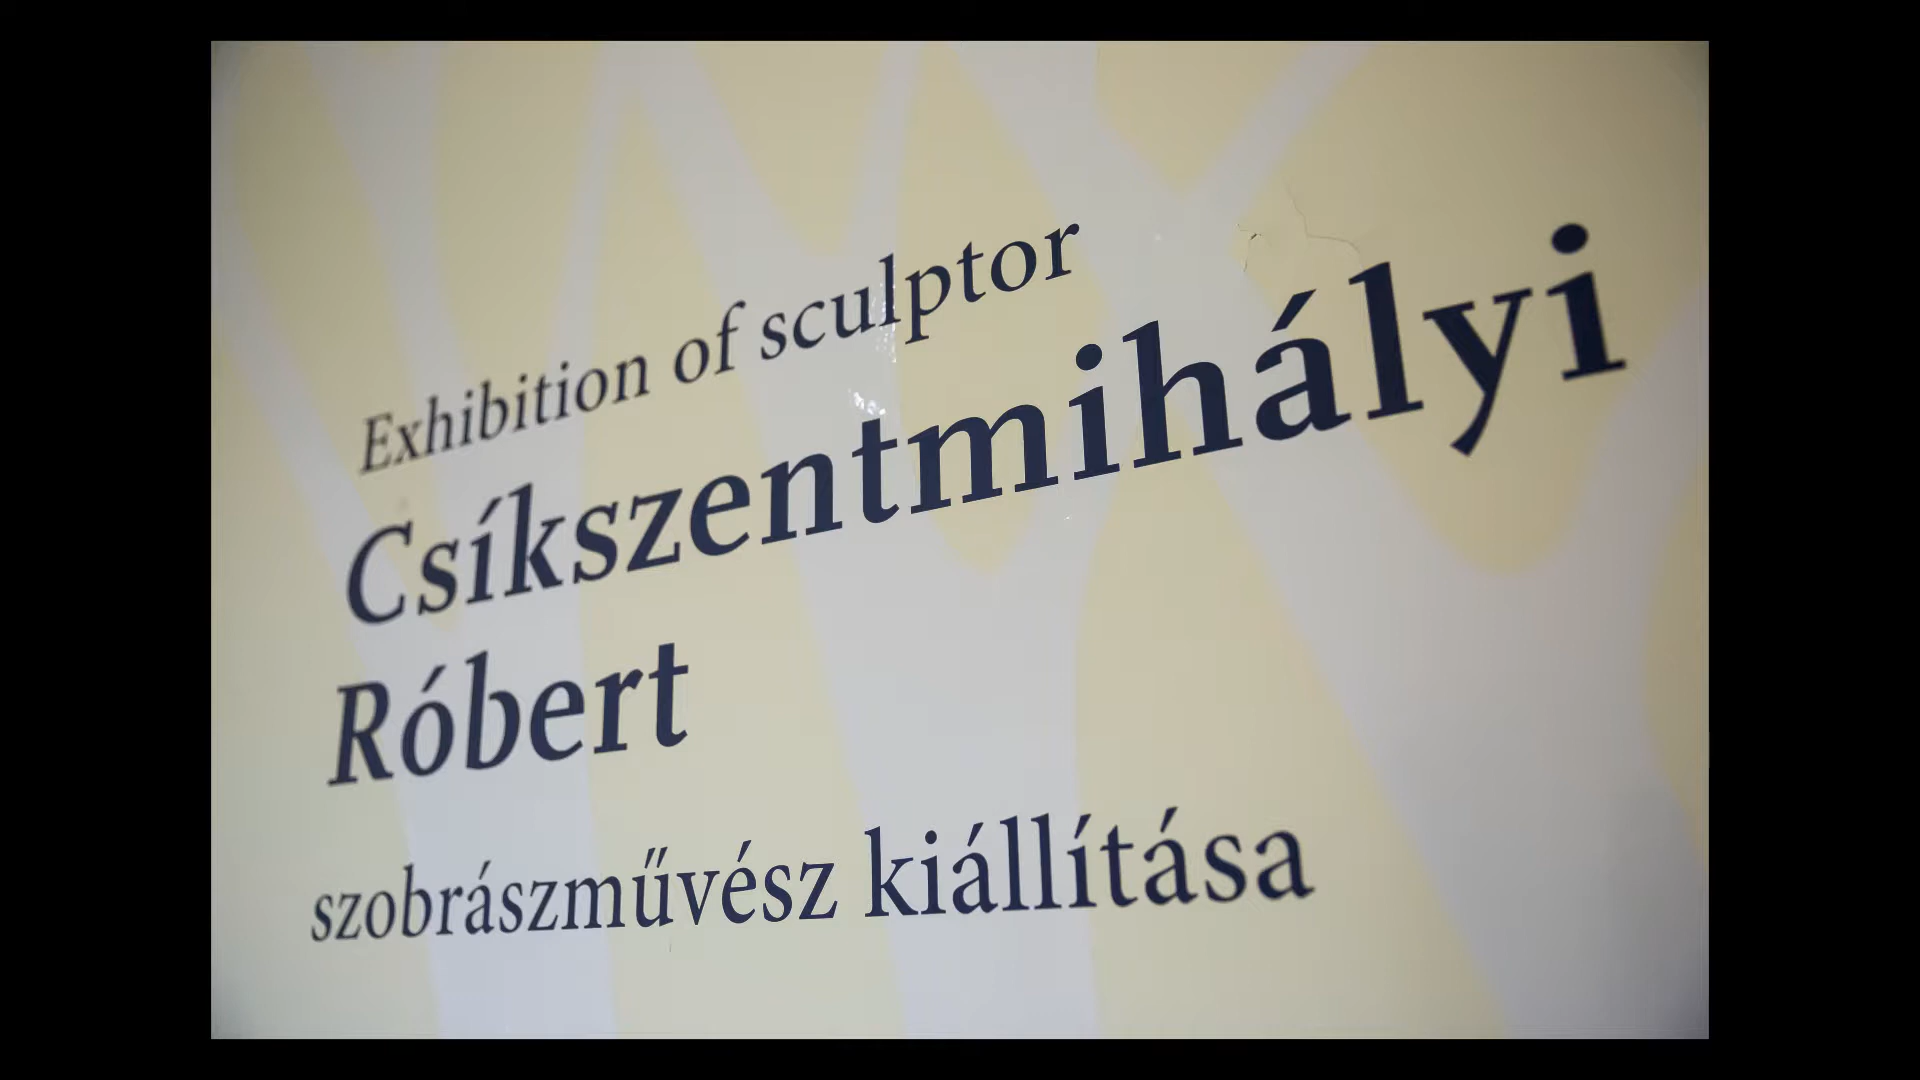 Exhibition of sculptor
Csíkszentmihályi
Róbert
szobrászművész kiállítása